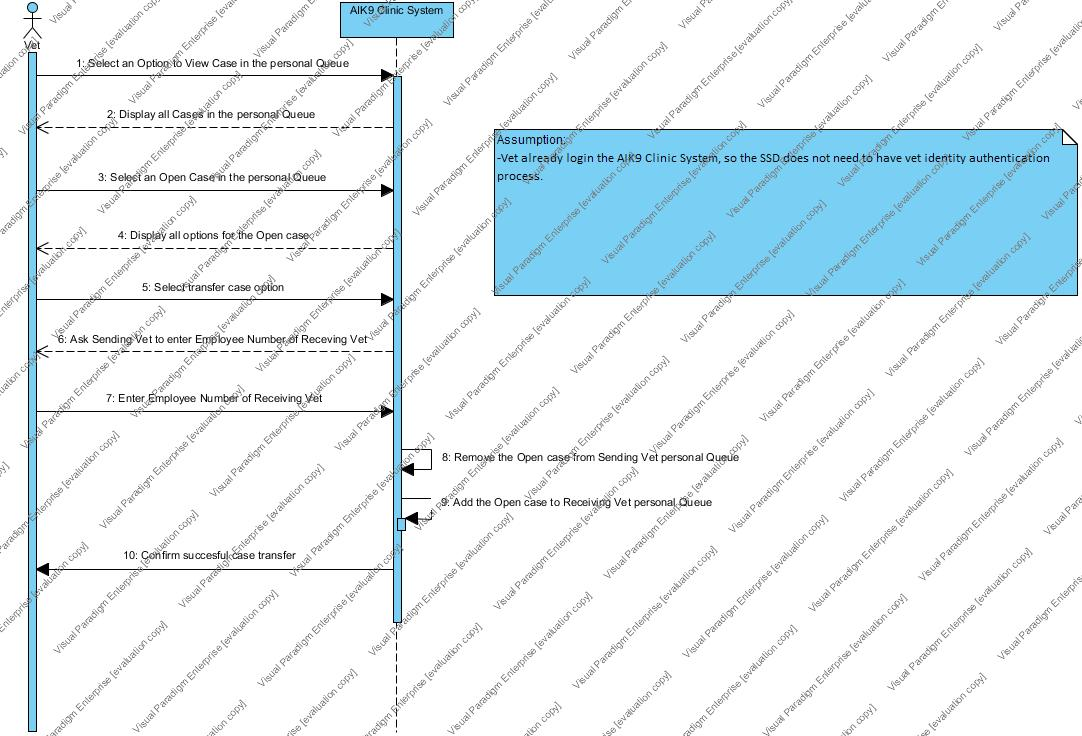 AIK9 Clinic System
Vet
1: Select an Option to View Case in the personal Queue
2: Display all Cases in the personal Queue
Assumption:
-Vet already login the AIK9 Clinic System, so the SSD does not need to have vet identity authentication
process.
3: Select an Open Case in the personal Queue
4: Display all options for the Open case
5: Select transfer case option
6: Ask Sending Vet to enter Employee Number of Receving Vet
7: Enter Employee Number of Receiving Vet
8: Remove the Open case from Sending Vet personal Queue
9: Add the Open case to Receiving Vet personal Queue
10: Confirm succesful case transfer
Visual Paradigm Enterprise [evaluation copy]